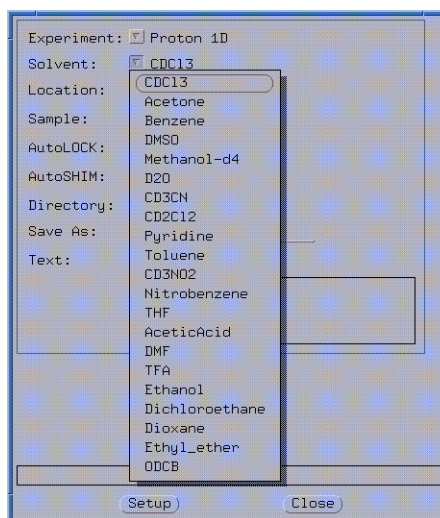 Experiment: Proton 1D
Solvent: CDCl3
Location:
Sample:
AutoLOCK:
AutoSHIM:
Directory:
Save As:
Text:
CDCl3
Acetone
Benzene
DMSO
Methanol-d4
D2O
CD3CN
CD2Cl2
Pyridine
Toluene
CD3NO2
Nitrobenzene
THF
AceticAcid
DMF
TFA
Ethanol
Dichloroethane
Dioxane
Ethyl_ether
ODCB
Setup Close